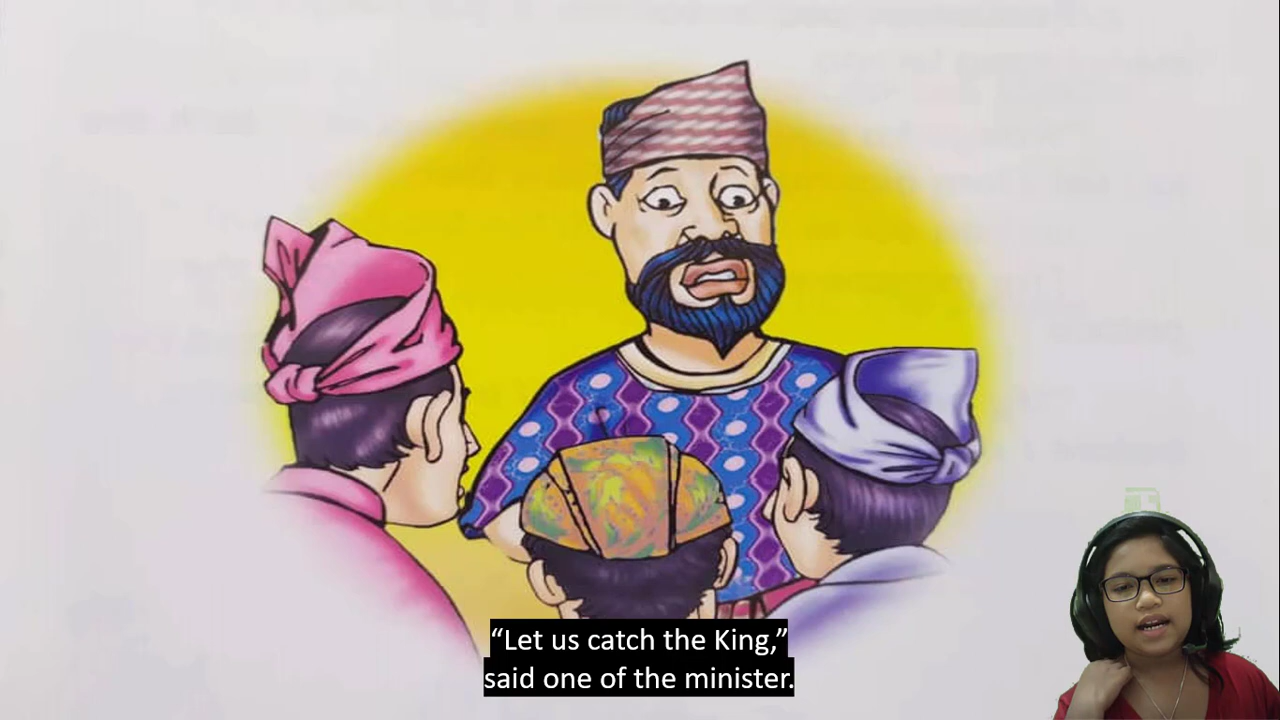 “Let us catch the King,”
said one of the minister.